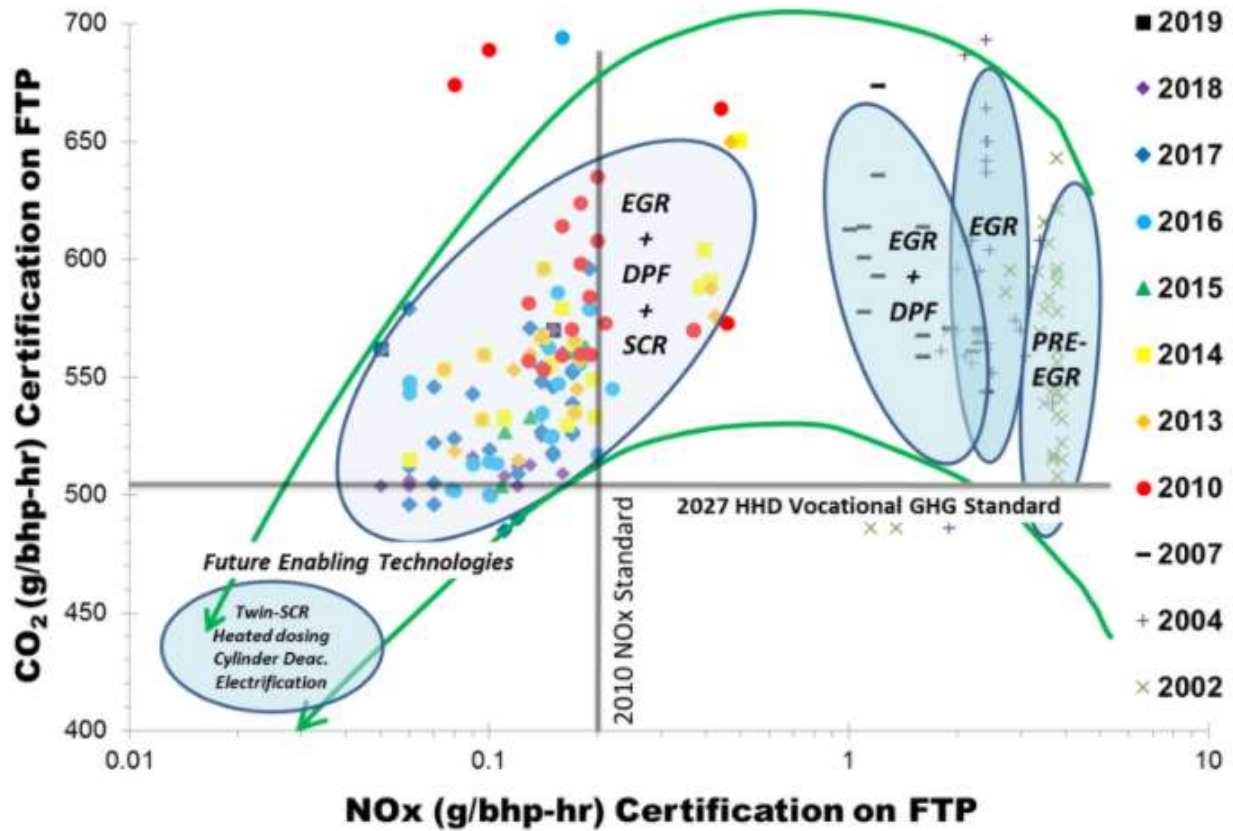 700
650
600
550
500
450
400
CO₂ (g/bhp-hr) Certification on FTP
0.01
0.1
1
10
NOx (g/bhp-hr) Certification on FTP
EGR
+
DPF
+
SCR
EGR
+
DPF
EGR
PRE-
EGR
2027 HHD Vocational GHG Standard
2010 NOx Standard
Future Enabling Technologies
Twin-SCR
Heated dosing
Cylinder Deac.
Electrification
2019
2018
2017
2016
2015
2014
2013
2010
2007
2004
2002